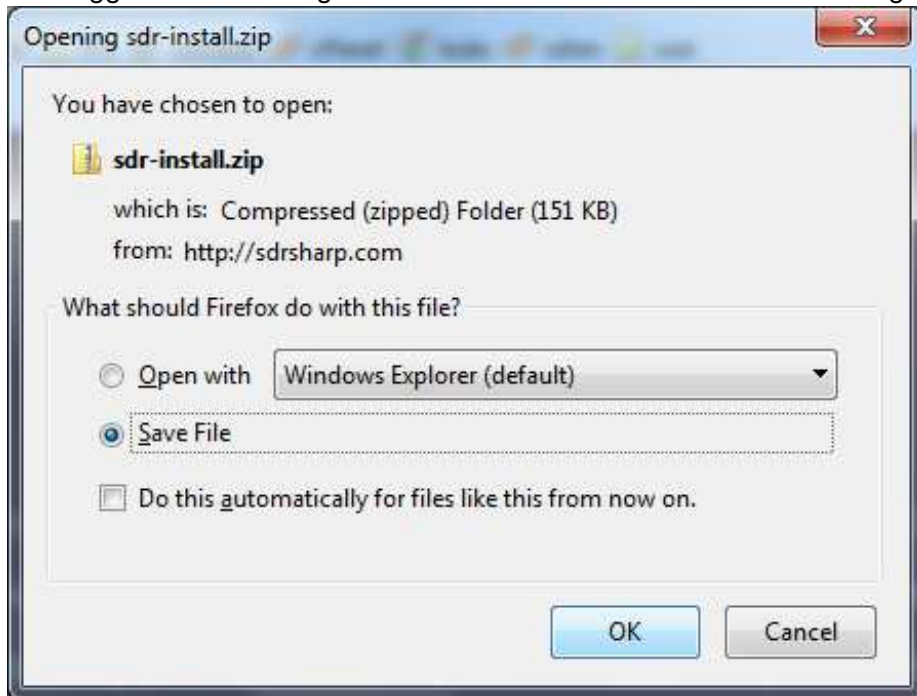 Opening sdr-install.zip
You have chosen to open:
sdr-install.zip
which is: Compressed (zipped) Folder (151 KB)
from: http://sdrsharp.com
What should Firefox do with this file?
Open with Windows Explorer (default)
Save File
Do this automatically for files like this from now on.
OK Cancel